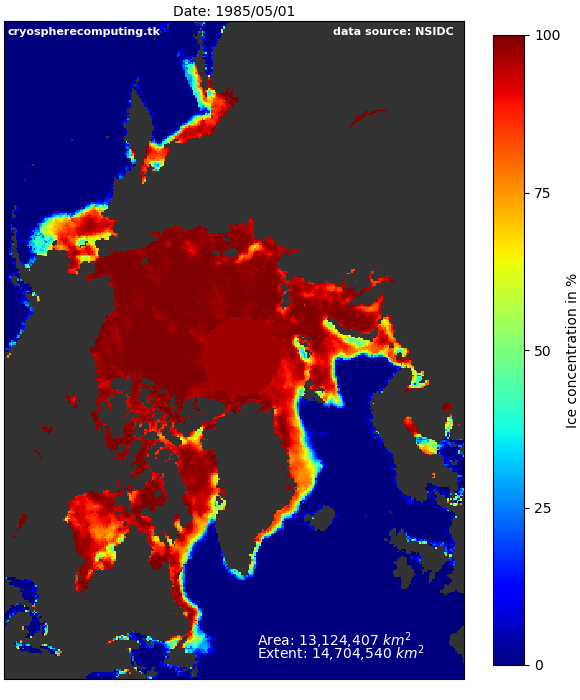 Date: 1985/05/01
cryospherecomputing.tk
data source: NSIDC
100
75
50
25
0
Ice concentration in %
Area: 13,124,407 km²
Extent: 14,704,540 km²